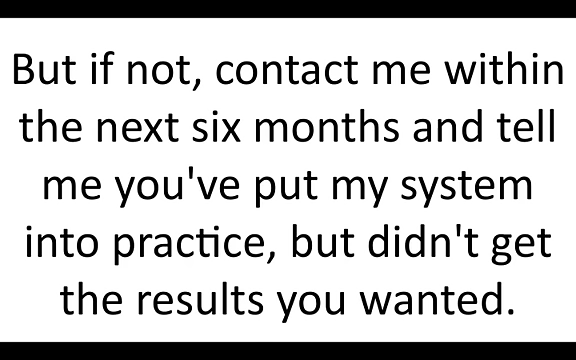 But if not, contact me within
the next six months and tell
me you've put my system
into practice, but didn't get
the results you wanted.